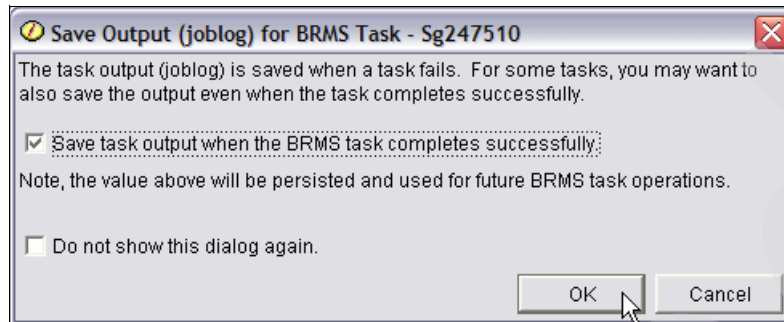 Save Output (joblog) for BRMS Task - Sg247510
The task output (joblog) is saved when a task fails. For some tasks, you may want to
also save the output even when the task completes successfully.
Save task output when the BRMS task completes successfully.
Note, the value above will be persisted and used for future BRMS task operations.
Do not show this dialog again.
OK
Cancel